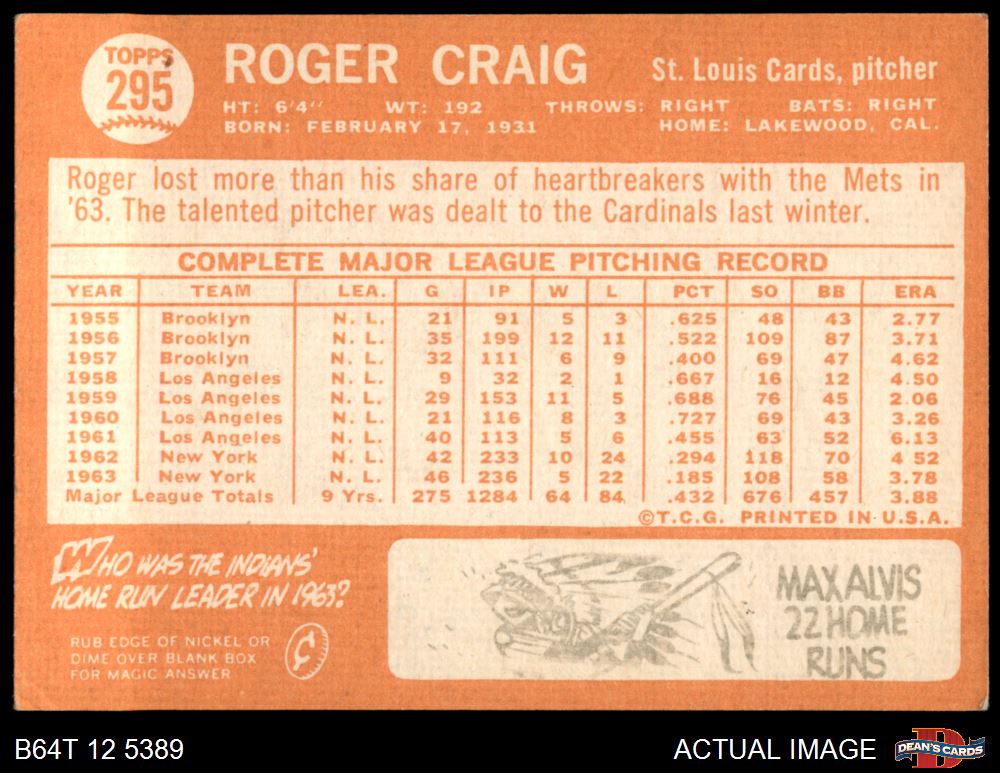 TOPPS
295
ROGER CRAIG
St. Louis Cards, pitcher
HT: 6'4" WT: 192 THROWS: RIGHT BATS: RIGHT
BORN: FEBRUARY 17, 1931 HOME: LAKEWOOD, CAL.
Roger lost more than his share of heartbreakers with the Mets in
'63. The talented pitcher was dealt to the Cardinals last winter.
COMPLETE MAJOR LEAGUE PITCHING RECORD
YEAR TEAM LEA. G IP W L PCT SO BB ERA
1955 Brooklyn N. L. 21 91 5 3 .625 48 43 2.77
1956 Brooklyn N. L. 35 199 12 11 .522 109 87 3.71
1957 Brooklyn N. L. 32 111 6 9 .400 69 47 4.62
1958 Los Angeles N. L. 9 32 2 1 .667 16 12 4.50
1959 Los Angeles N. L. 29 153 11 5 .688 76 45 2.06
1960 Los Angeles N. L. 21 116 8 3 .727 69 43 3.26
1961 Los Angeles N. L. 40 113 5 6 .455 63 52 6.13
1962 New York N. L. 42 233 10 24 .294 118 70 4.52
1963 New York N. L. 46 236 5 22 .185 108 58 3.78
Major League Totals 9 Yrs. 275 1284 64 84 .432 676 457 3.88
©T.C.G. PRINTED IN U.S.A.
WHO WAS THE INDIANS'
HOME RUN LEADER IN 1963?
RUB EDGE OF NICKEL OR
DIME OVER BLANK BOX
FOR MAGIC ANSWER
MAX ALVIS
22 HOME
RUNS
B64T 12 5389
ACTUAL IMAGE
D
DEAN'S CARDS